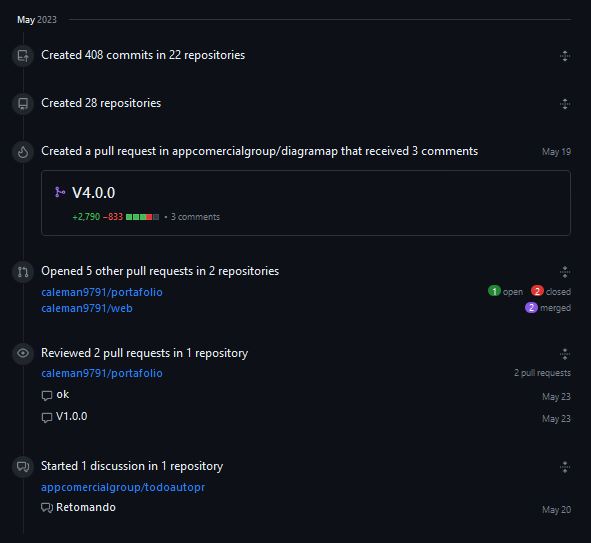 May 2023
Created 408 commits in 22 repositories
Created 28 repositories
Created a pull request in appcomercialgroup/diagramap that received 3 comments May 19
V4.0.0
+2,790 −833 • 3 comments
Opened 5 other pull requests in 2 repositories
caleman9791/portafolio 1 open 2 closed
caleman9791/web 2 merged
Reviewed 2 pull requests in 1 repository
caleman9791/portafolio 2 pull requests
ok May 23
V1.0.0 May 23
Started 1 discussion in 1 repository
appcomercialgroup/todoautopr
Retomando May 20